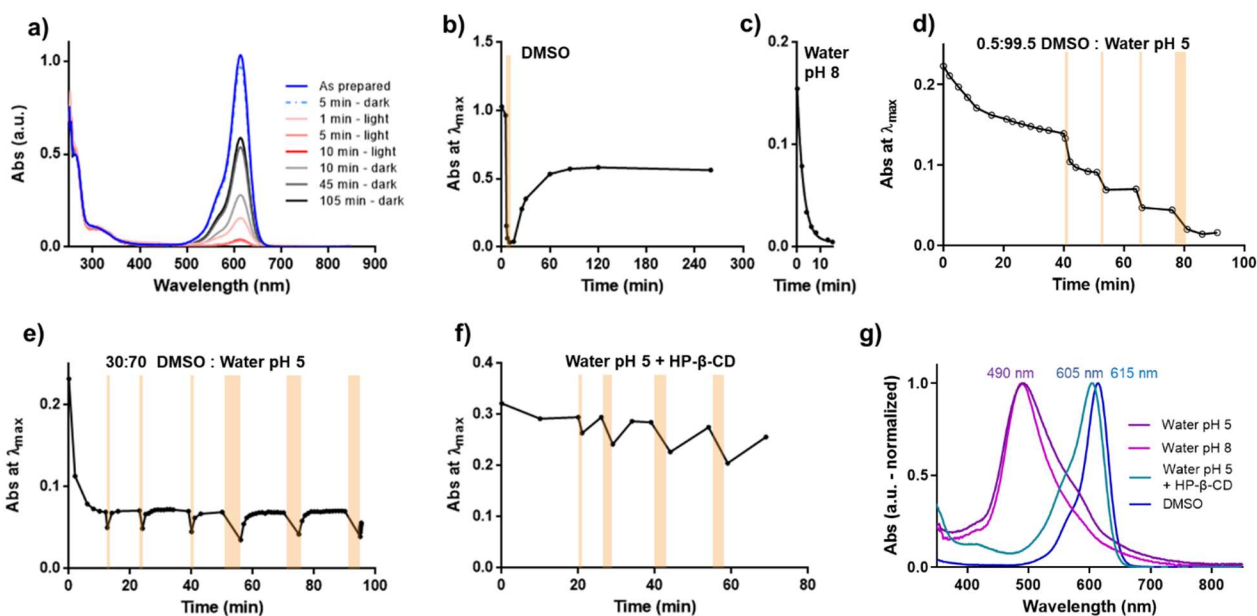 a)
Abs (a.u.)
1.0
0.5
0.0
300 400 500 600 700 800 900
Wavelength (nm)
As prepared
5 min - dark
1 min - light
5 min - light
10 min - light
10 min - dark
45 min - dark
105 min - dark
b)
DMSO
Abs at λmax
1.5
1.0
0.5
0.0
0 60 120 180 240 300
Time (min)
c)
Water
pH 8
0.2
0.1
0.0
0 10
Time (min)
d)
0.5:99.5 DMSO : Water pH 5
Abs at λmax
0.2
0.1
0.0
0 20 40 60 80 100
Time (min)
e)
30:70 DMSO : Water pH 5
Abs at λmax
0.2
0.1
0.0
0 20 40 60 80 100
Time (min)
f)
Water pH 5 + HP-β-CD
Abs at λmax
0.4
0.3
0.2
0.1
0.0
0 20 40 60 80
Time (min)
g)
490 nm 605 nm 615 nm
Abs (a.u. - normalized)
1.0
0.5
0.0
400 500 600 700 800
Wavelength (nm)
Water pH 5
Water pH 8
Water pH 5
+ HP-β-CD
DMSO